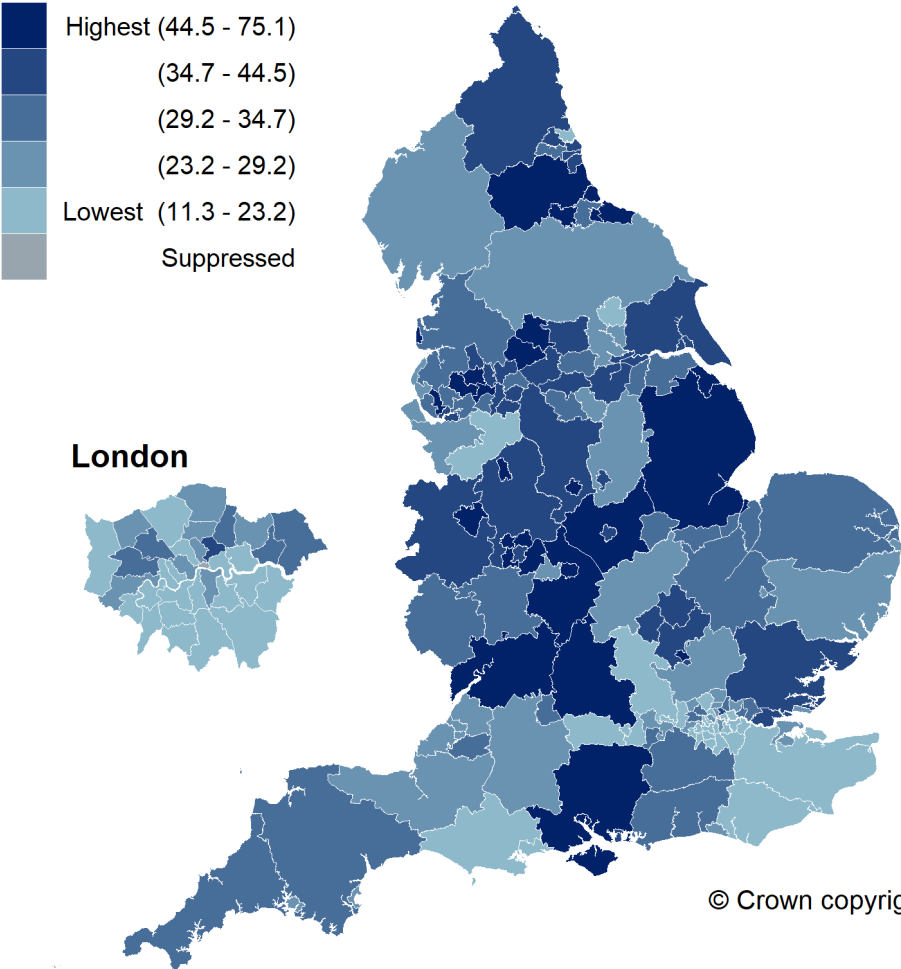 Highest (44.5 - 75.1)
(34.7 - 44.5)
(29.2 - 34.7)
(23.2 - 29.2)
Lowest (11.3 - 23.2)
Suppressed
London
© Crown copyrig